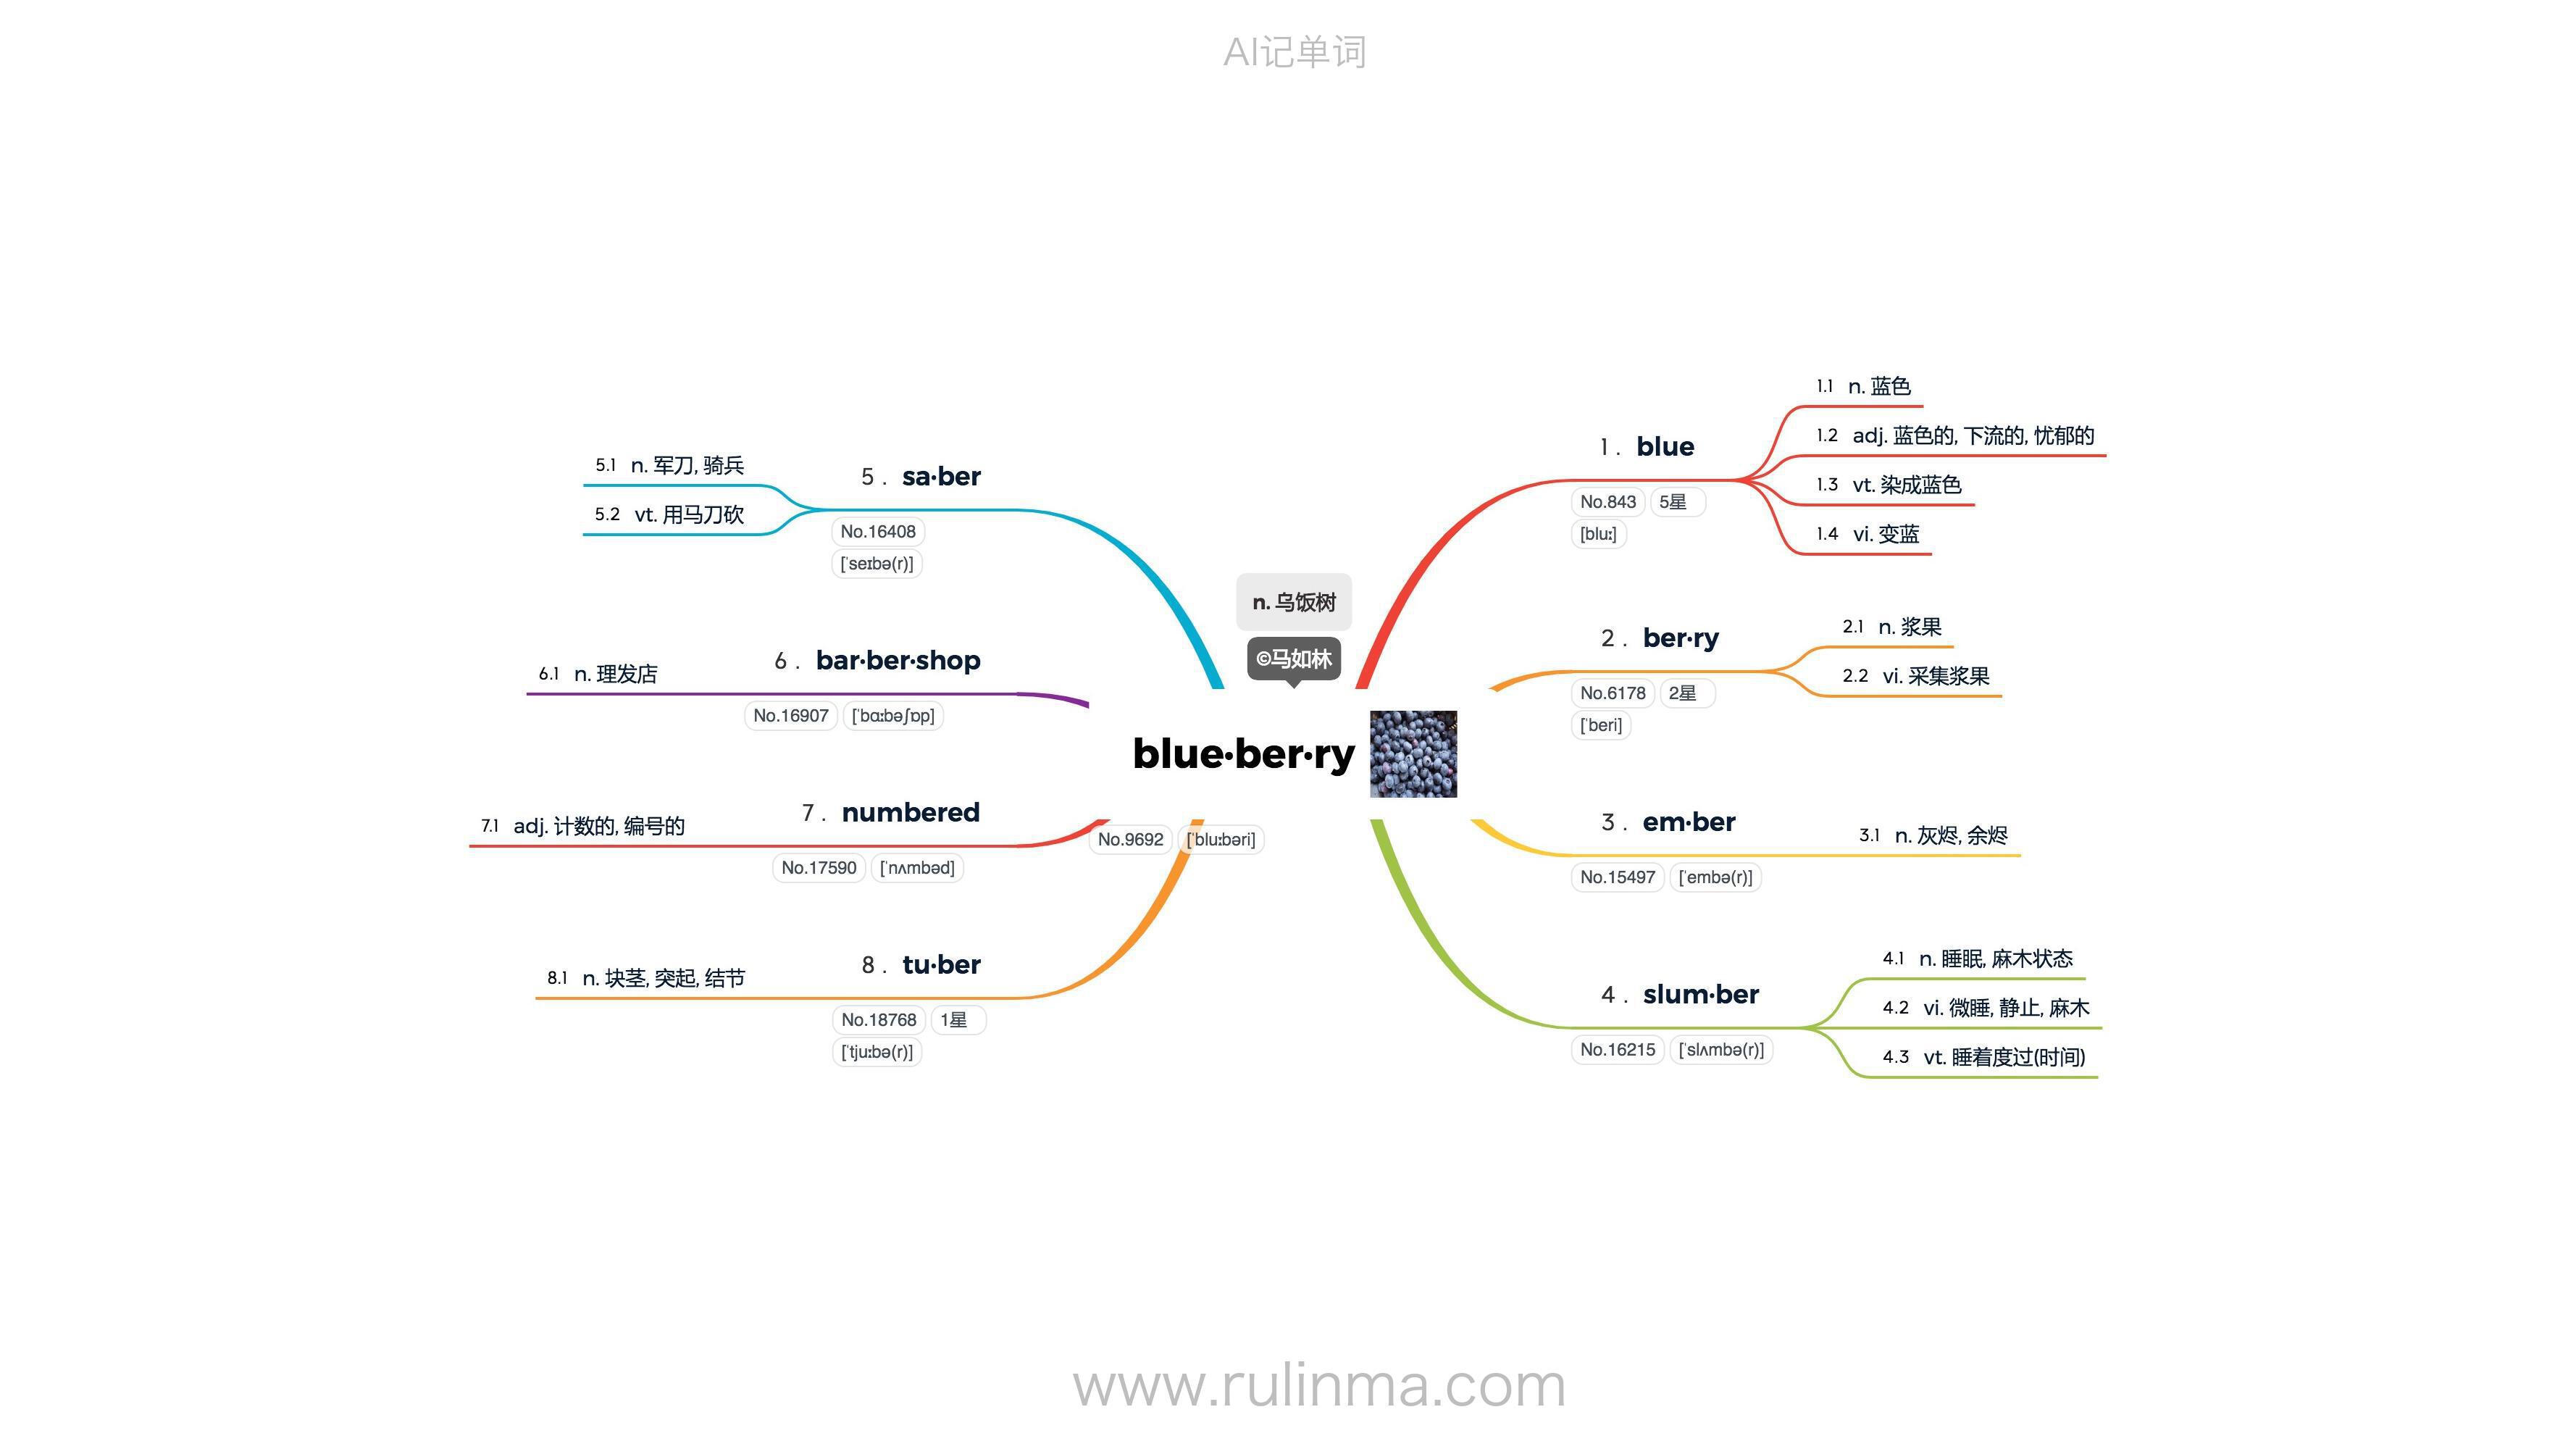 AI记单词
n. 乌饭树
©马如林
blue·ber·ry
No.9692 [ˈbluːbəri]
1 . blue
No.843 5星
[bluː]
1.1 n. 蓝色
1.2 adj. 蓝色的, 下流的, 忧郁的
1.3 vt. 染成蓝色
1.4 vi. 变蓝
2 . ber·ry
No.6178 2星
[ˈberi]
2.1 n. 浆果
2.2 vi. 采集浆果
3 . em·ber
No.15497 [ˈembə(r)]
3.1 n. 灰烬, 余烬
4 . slum·ber
No.16215 [ˈslʌmbə(r)]
4.1 n. 睡眠, 麻木状态
4.2 vi. 微睡, 静止, 麻木
4.3 vt. 睡着度过(时间)
5 . sa·ber
No.16408
[ˈseɪbə(r)]
5.1 n. 军刀, 骑兵
5.2 vt. 用马刀砍
6 . bar·ber·shop
No.16907 [ˈbɑːbəʃɒp]
6.1 n. 理发店
7 . numbered
No.17590 [ˈnʌmbəd]
7.1 adj. 计数的, 编号的
8 . tu·ber
No.18768 1星
[ˈtjuːbə(r)]
8.1 n. 块茎, 突起, 结节
www.rulinma.com